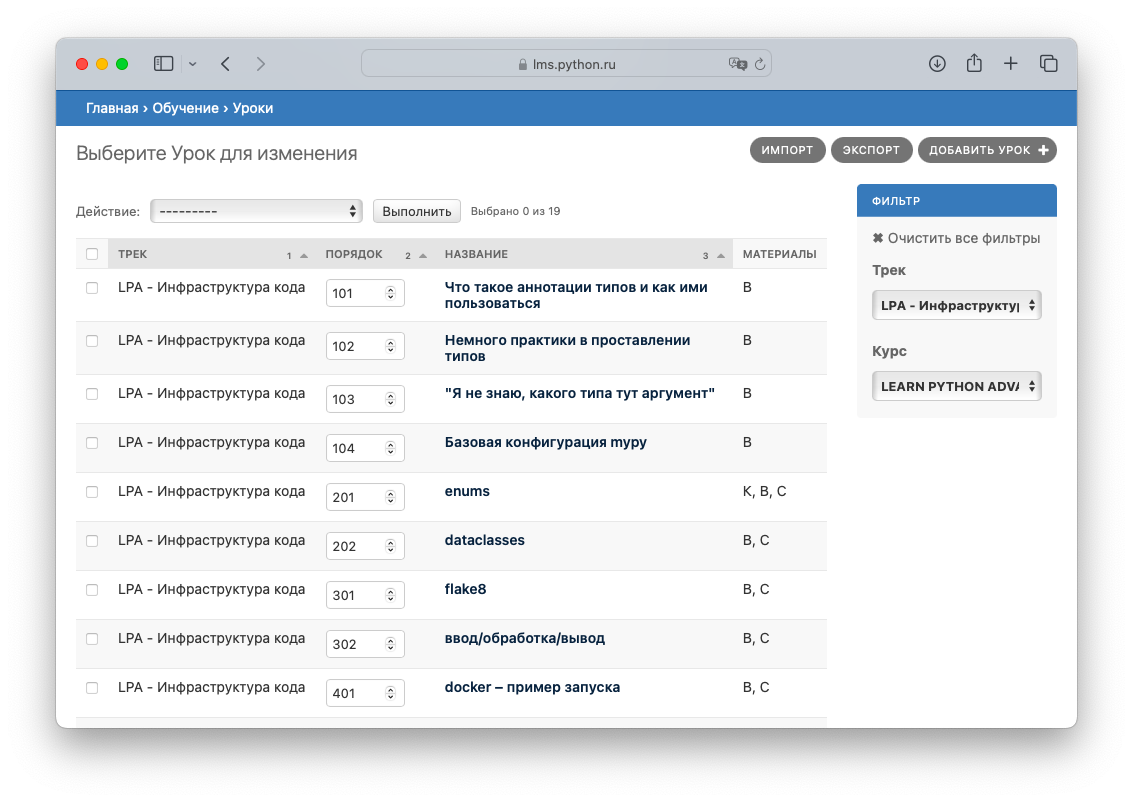 lms.python.ru
Главная › Обучение › Уроки
Выберите Урок для изменения
ИМПОРТ
ЭКСПОРТ
ДОБАВИТЬ УРОК +
Действие: --------- Выполнить Выбрано 0 из 19
ТРЕК 1 ПОРЯДОК 2 НАЗВАНИЕ 3 МАТЕРИАЛЫ
LPA - Инфраструктура кода 101 Что такое аннотации типов и как ими В
пользоваться
LPA - Инфраструктура кода 102 Немного практики в проставлении В
типов
LPA - Инфраструктура кода 103 "Я не знаю, какого типа тут аргумент" В
LPA - Инфраструктура кода 104 Базовая конфигурация mypy В
LPA - Инфраструктура кода 201 enums К, В, С
LPA - Инфраструктура кода 202 dataclasses В, С
LPA - Инфраструктура кода 301 flake8 В, С
LPA - Инфраструктура кода 302 ввод/обработка/вывод В, С
LPA - Инфраструктура кода 401 docker – пример запуска В, С
ФИЛЬТР
✖ Очистить все фильтры
Трек
LPA - Инфраструктур
Курс
LEARN PYTHON ADVA